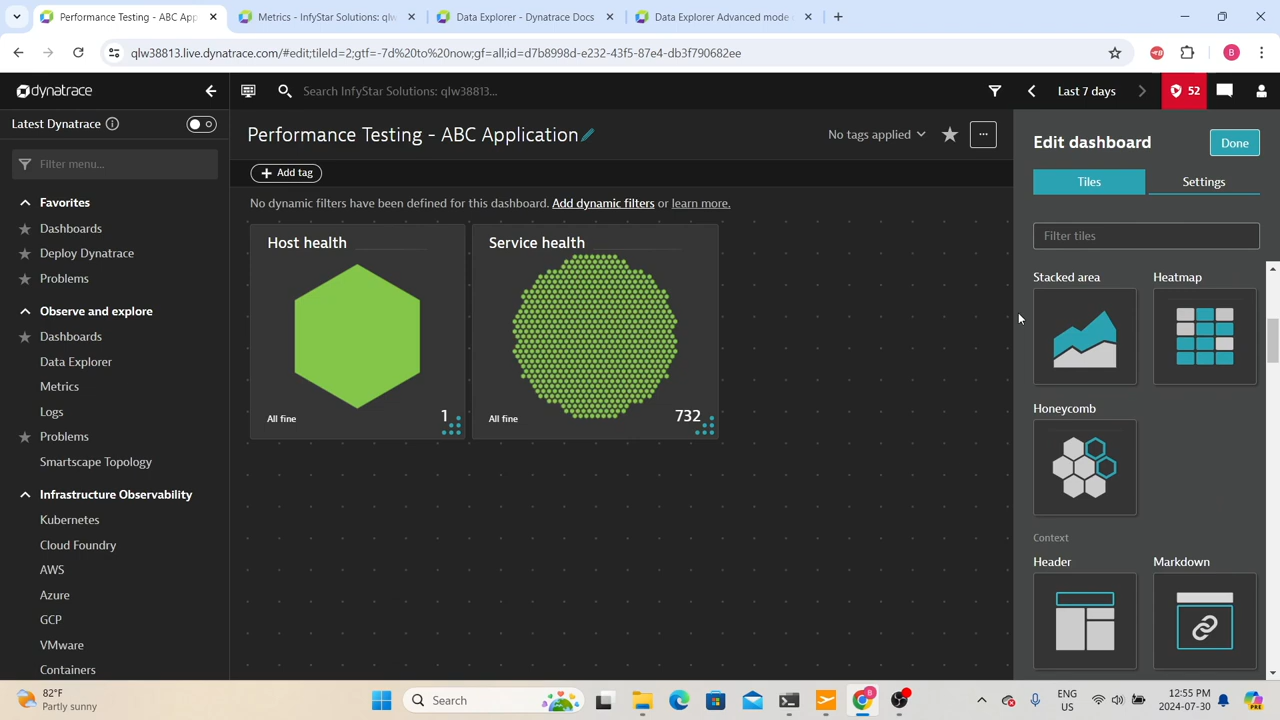 Performance Testing - ABC App
Metrics - InfyStar Solutions: qlw
Data Explorer - Dynatrace Docs
Data Explorer Advanced mode
qlw38813.live.dynatrace.com/#edit;tileId=2;gtf=-7d%20to%20now;gf=all;id=d7b8998d-e232-43f5-87e4-db3f790682ee
B
dynatrace
Search InfyStar Solutions: qlw38813...
Last 7 days
52
Latest Dynatrace
Filter menu...
Favorites
Dashboards
Deploy Dynatrace
Problems
Observe and explore
Dashboards
Data Explorer
Metrics
Logs
Problems
Smartscape Topology
Infrastructure Observability
Kubernetes
Cloud Foundry
AWS
Azure
GCP
VMware
Containers
Performance Testing - ABC Application
No tags applied
...
Add tag
No dynamic filters have been defined for this dashboard. Add dynamic filters or learn more.
Host health
All fine
1
Service health
All fine
732
Edit dashboard
Done
Tiles
Settings
Filter tiles
Stacked area
Heatmap
Honeycomb
Context
Header
Markdown
82°F
Partly sunny
Search
B
ENG
US
12:55 PM
2024-07-30
PRE